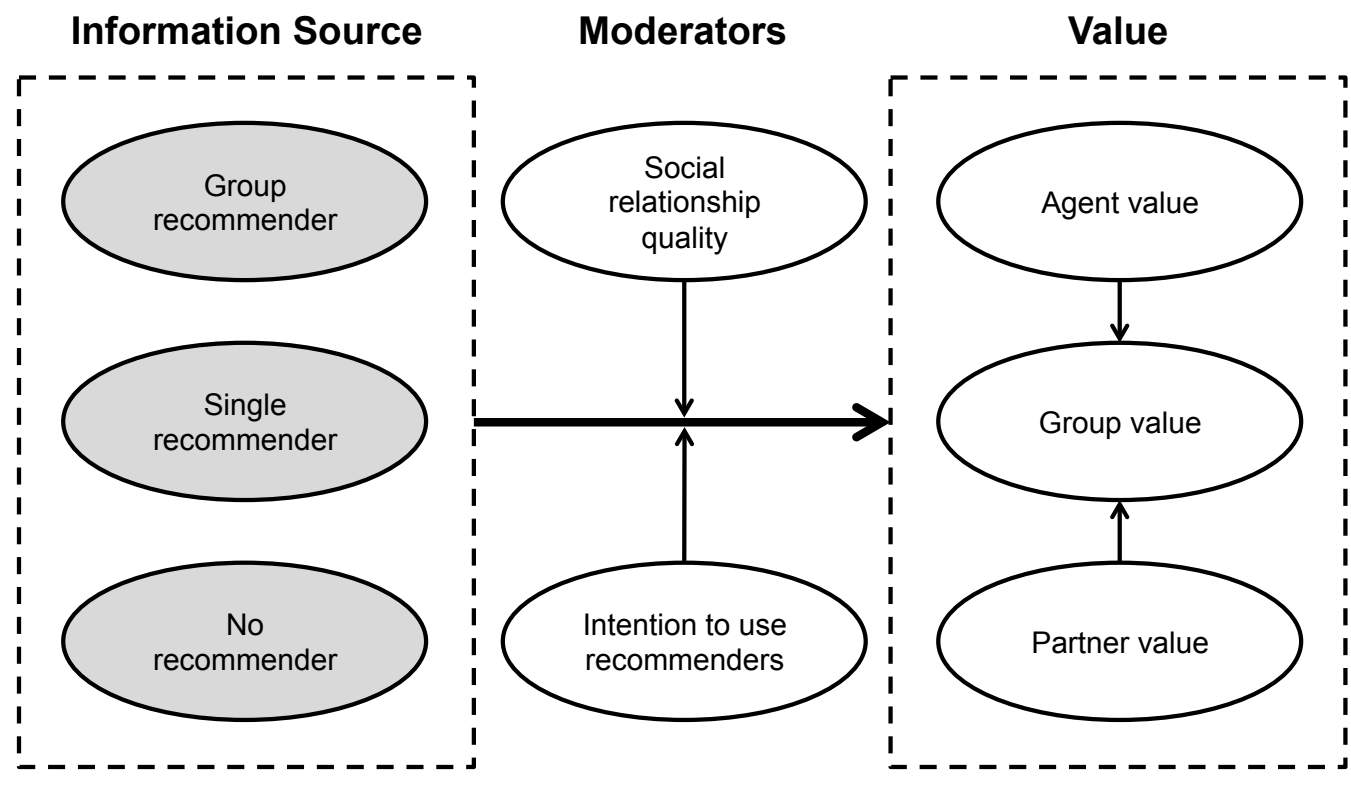 Information Source
Moderators
Value
Group
recommender
Social
relationship
quality
Agent value
Single
recommender
Group value
No
recommender
Intention to use
recommenders
Partner value